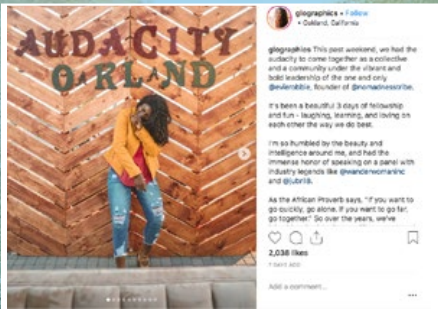 AUDACITY
OAKLAND
glographics • Follow
Oakland, California
glographics This past weekend, we had the
audacity to come together as a collective
and a community under the vibrant and
bold leadership of the one and only
@evierobbie, founder of @nomadnesstribe.
It's been a beautiful 3 days of fellowship
and fun - laughing, learning, and loving on
each other the way we do best.
I'm so humbled by the beauty and
intelligence around me, and had the
immense honor of speaking on a panel with
industry legends like @wanderwomaninc
and
As the African Proverb says, "If you want to
go quickly, go alone. If you want to go far,
go together." So over the years, we've
2,038 likes
7 DAYS AGO
Add a comment...